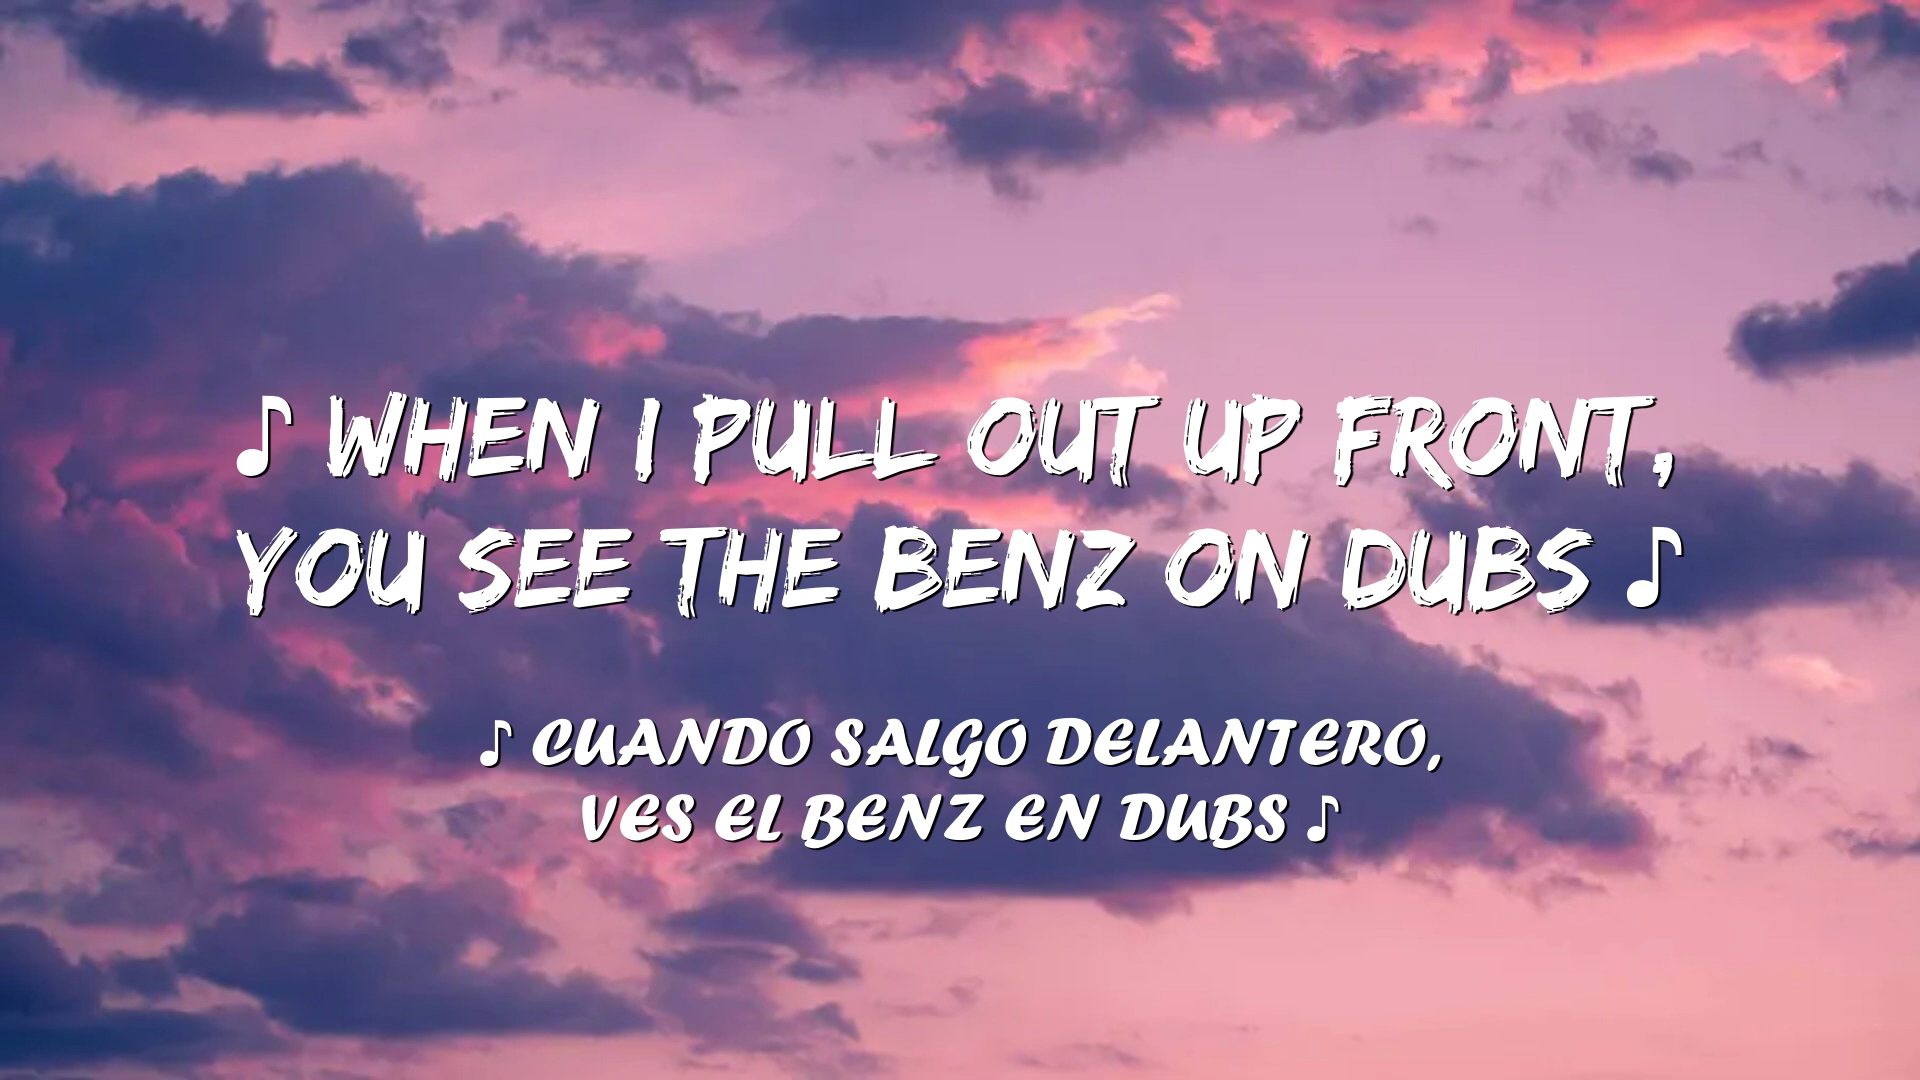 ♪ WHEN I PULL OUT UP FRONT,
YOU SEE THE BENZ ON DUBS ♪
♪ CUANDO SALGO DELANTERO,
VES EL BENZ EN DUBS ♪